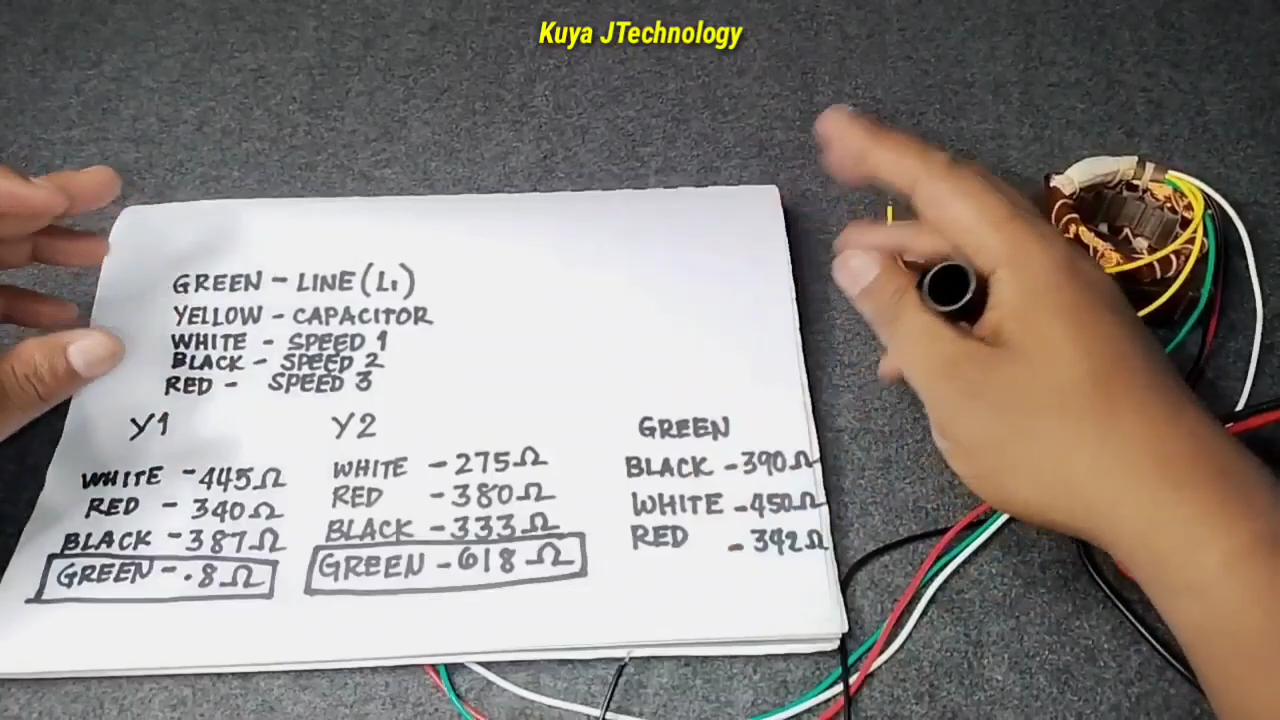 Kuya JTechnology
GREEN - LINE (L1)
YELLOW - CAPACITOR
WHITE - SPEED 1
BLACK - SPEED 2
RED - SPEED 3
Y1
WHITE - 445Ω
RED - 340Ω
BLACK - 387Ω
GREEN - .8Ω
Y2
WHITE - 275Ω
RED - 380Ω
BLACK - 333Ω
GREEN - 618Ω
GREEN
BLACK - 390Ω
WHITE - 450Ω
RED - 342Ω